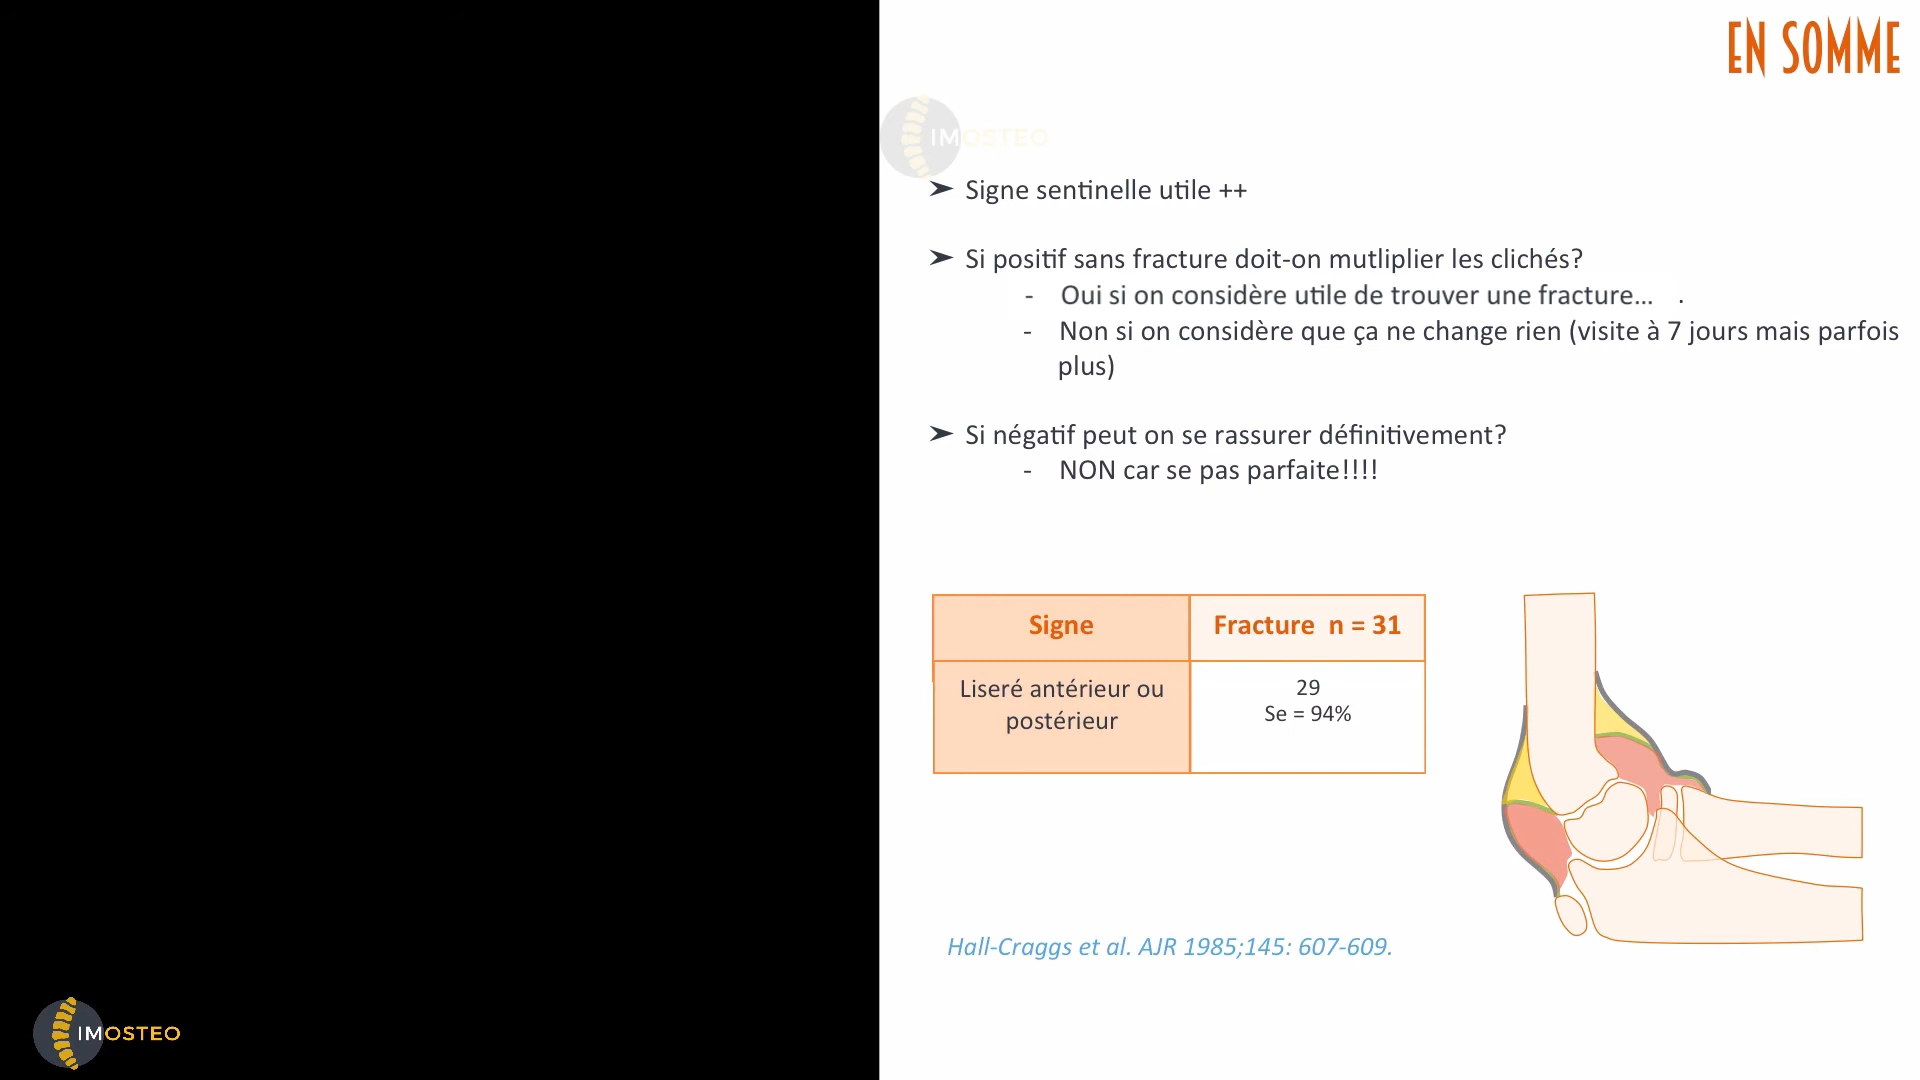 EN SOMME
IMOSTEO
➤ Signe sentinelle utile ++
➤ Si positif sans fracture doit-on mutliplier les clichés?
- Oui si on considère utile de trouver une fracture... .
- Non si on considère que ça ne change rien (visite à 7 jours mais parfois
plus)
➤ Si négatif peut on se rassurer définitivement?
- NON car se pas parfaite!!!!
Signe
Fracture n = 31
Liseré antérieur ou
postérieur
29
Se = 94%
Hall-Craggs et al. AJR 1985;145: 607-609.
IMOSTEO